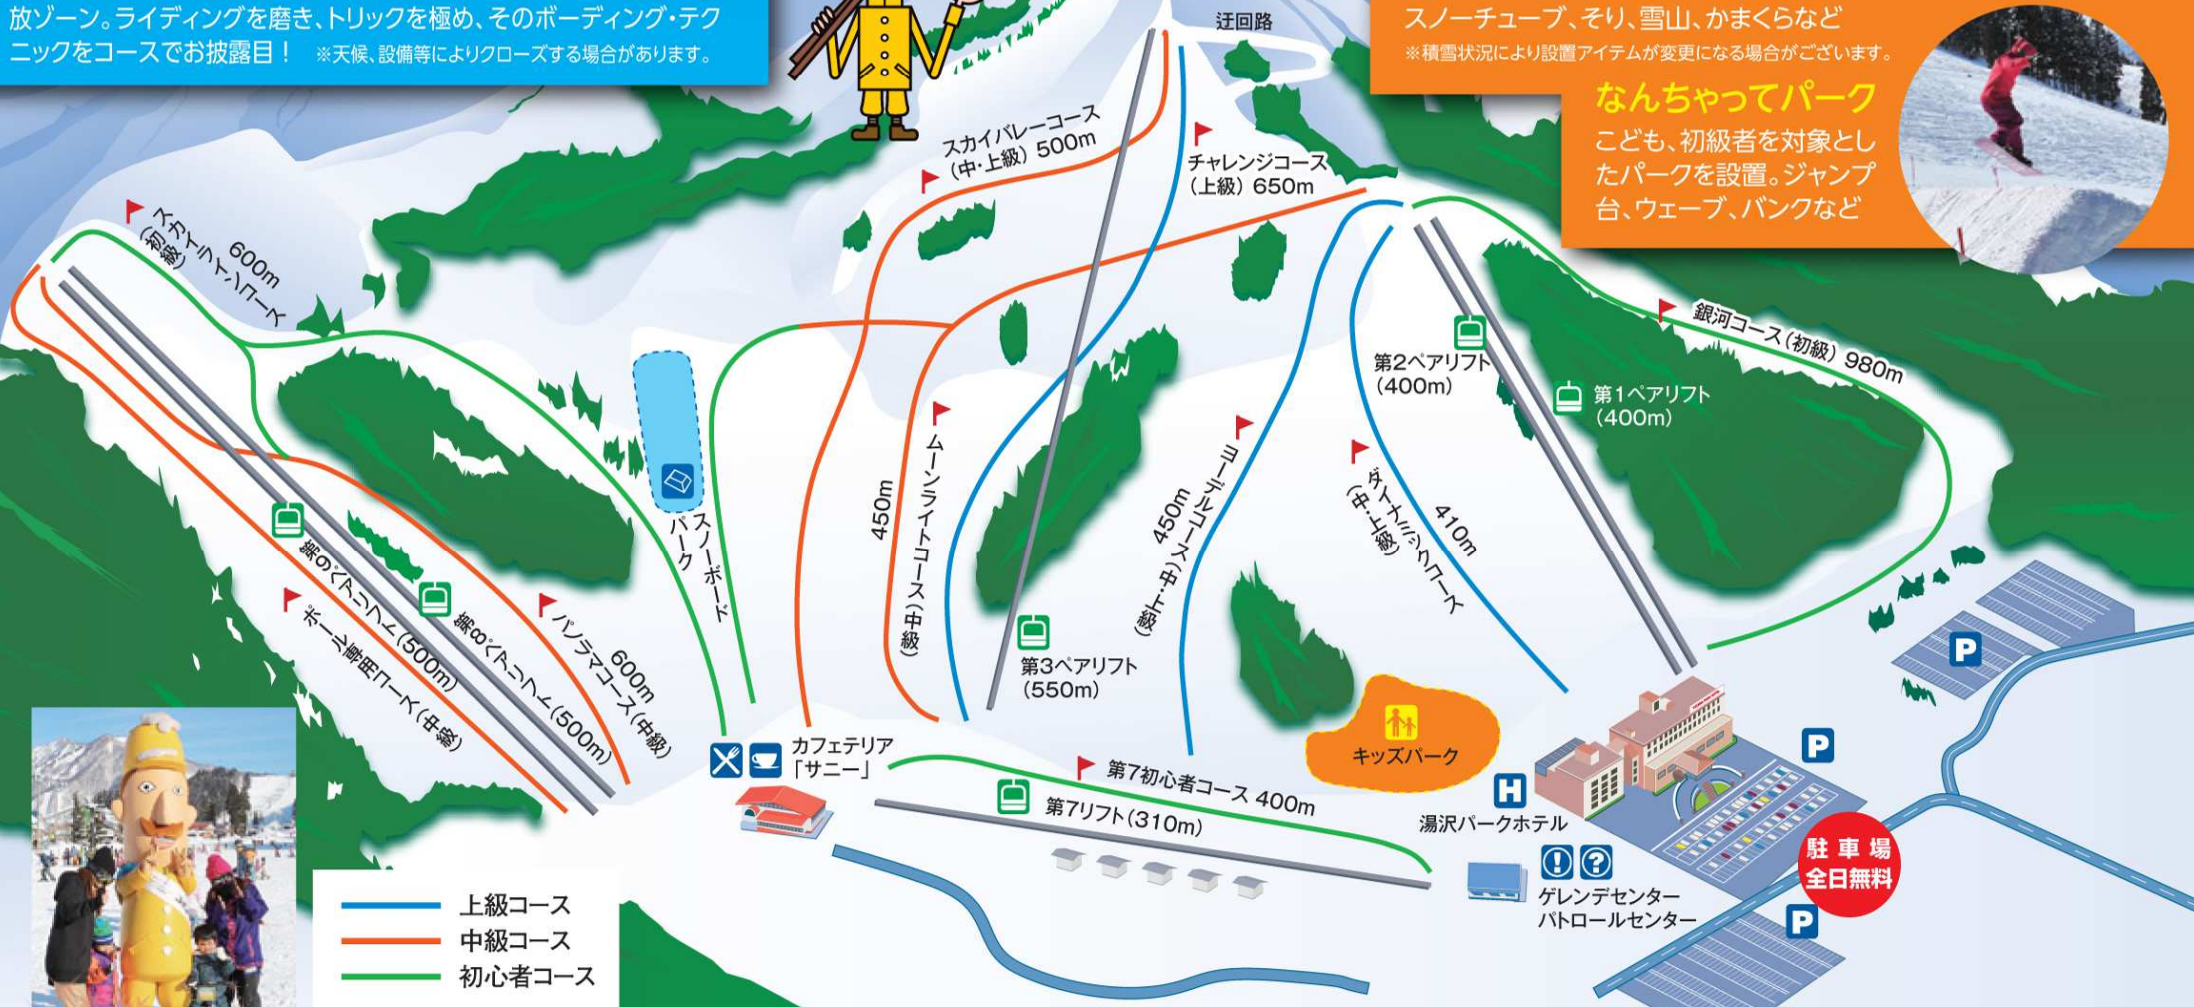 放ゾーン。ライディングを磨き、トリックを極め、そのボーディング・テク
ニックをコースでお披露目! ※天候、設備等によりクローズする場合があります。
スノーチューブ、そり、雪山、かまくらなど
※積雪状況により設置アイテムが変更になる場合がございます。
なんちゃってパーク
こども、初級者を対象とし
たパークを設置。ジャンプ
台、ウェーブ、バンクなど
迂回路
スカイバレーコース
(中・上級) 500m
チャレンジコース
(上級) 650m
スカイラインコース
(初級)
600m
銀河コース(初級) 980m
第2ペアリフト
(400m)
第1ペアリフト
(400m)
スノーボード
パーク
ムーンライトコース(中級)
450m
ヨーデルコース(中・上級)
450m
ダイナミックコース
(中・上級)
410m
第9ペアリフト(500m)
第8ペアリフト(500m)
ポール専用コース(中級)
パノラマコース(中級)
600m
第3ペアリフト
(550m)
カフェテリア
「サニー」
第7初心者コース 400m
第7リフト(310m)
キッズパーク
H
湯沢パークホテル
P
P
P
駐車場
全日無料
! ?
ゲレンデセンター
パトロールセンター
上級コース
中級コース
初心者コース